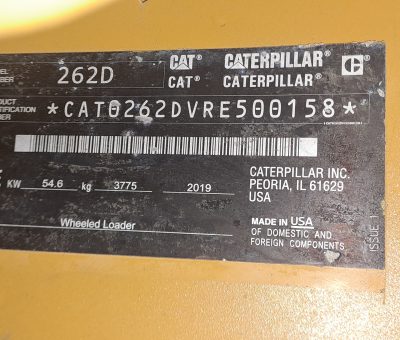 CAT CATERPILLAR C
262D CAT CATERPILLAR
*CAT0262DVRE500158*
KW 54.6 kg 3775 2019
CATERPILLAR INC.
PEORIA, IL 61629
USA
Wheeled Loader
MADE IN USA
OF DOMESTIC AND
FOREIGN COMPONENTS
ISSUE 1